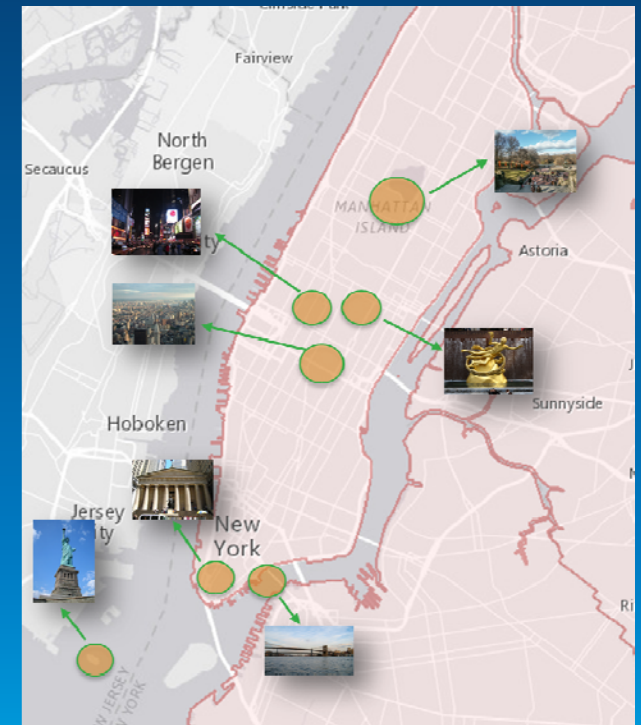 Fairview
North
Bergen
Secaucus
MANHATTAN
ISLAND
Astoria
Sunnyside
Hoboken
Jersey
New
York